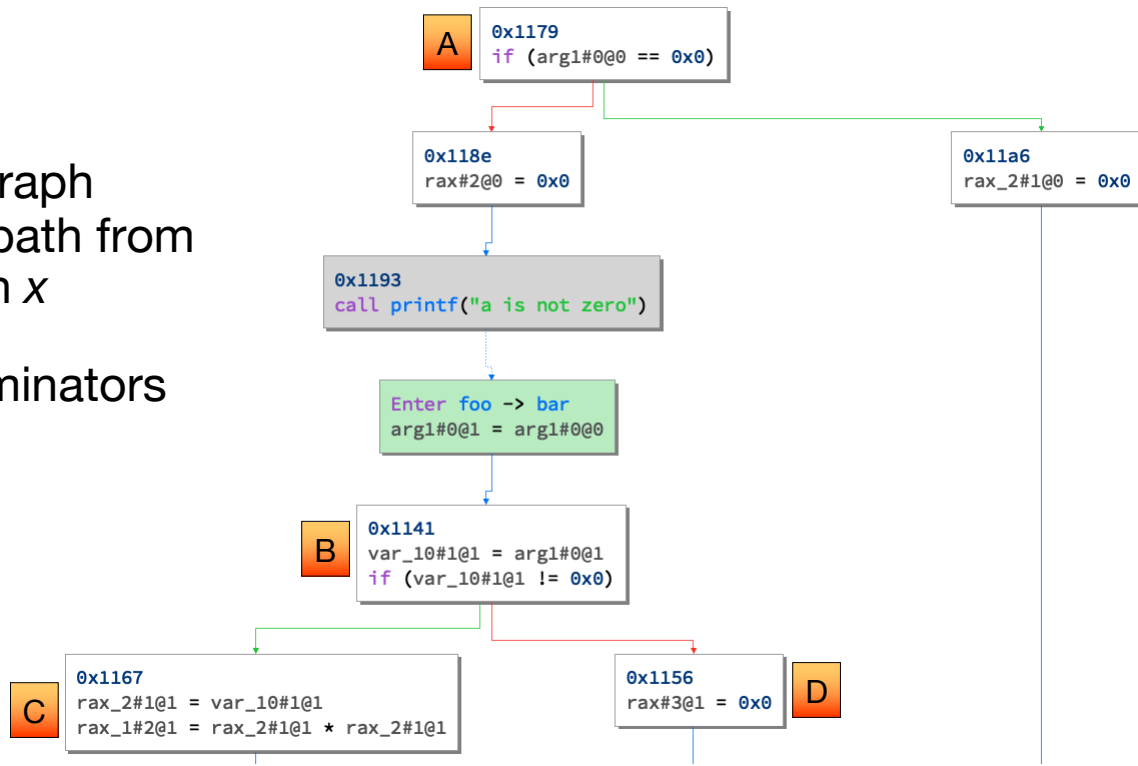 raph
path from
n x
minators
A
0x1179
if (arg1#0@0 == 0x0)
0x118e
rax#2@0 = 0x0
0x11a6
rax_2#1@0 = 0x0
0x1193
call printf("a is not zero")
Enter foo -> bar
arg1#0@1 = arg1#0@0
B
0x1141
var_10#1@1 = arg1#0@1
if (var_10#1@1 != 0x0)
C
0x1167
rax_2#1@1 = var_10#1@1
rax_1#2@1 = rax_2#1@1 * rax_2#1@1
0x1156
rax#3@1 = 0x0
D